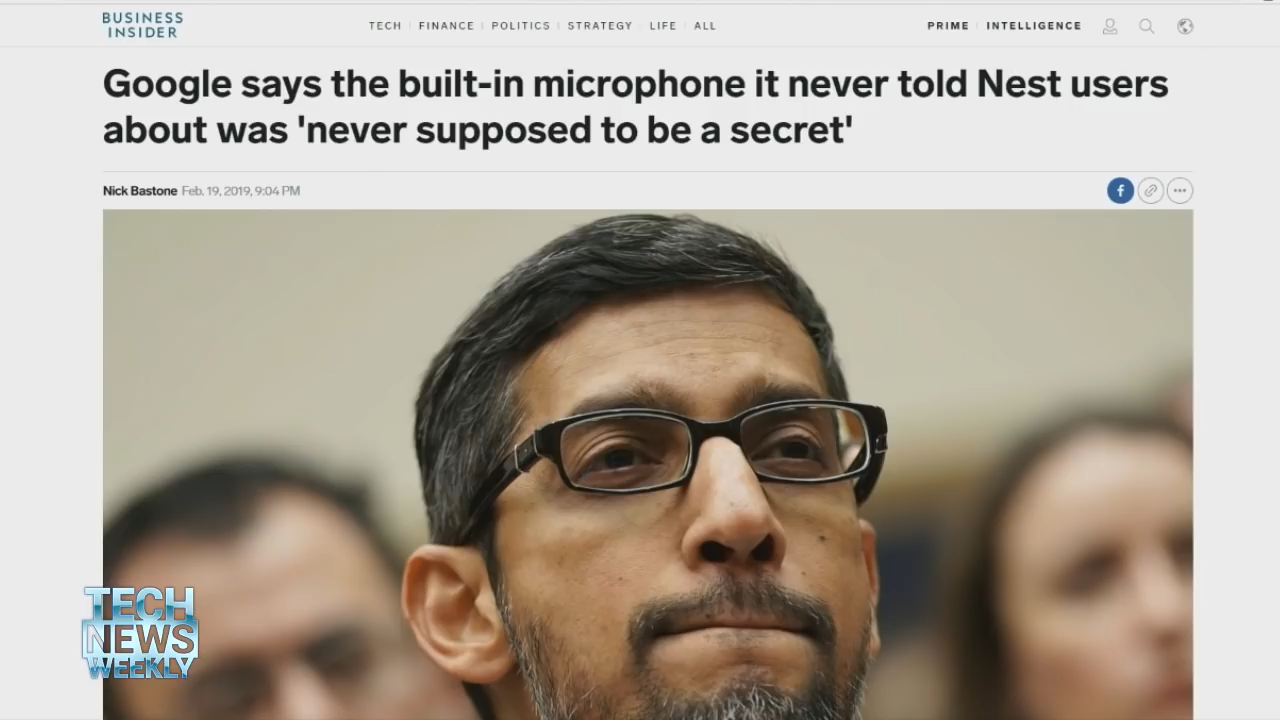 BUSINESS
INSIDER
TECH FINANCE POLITICS STRATEGY LIFE ALL
PRIME INTELLIGENCE
Google says the built-in microphone it never told Nest users
about was 'never supposed to be a secret'
Nick Bastone Feb. 19, 2019, 9:04 PM
f
TECH
NEWS
WEEKLY